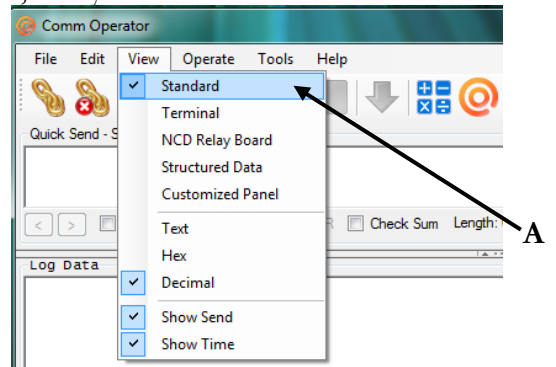 Comm Operator
File Edit View Operate Tools Help
Standard
Terminal
NCD Relay Board
Quick Send - S
Structured Data
Customized Panel
< > Check Sum Length:
Text
A
Hex
Log Data
Decimal
Show Send
Show Time